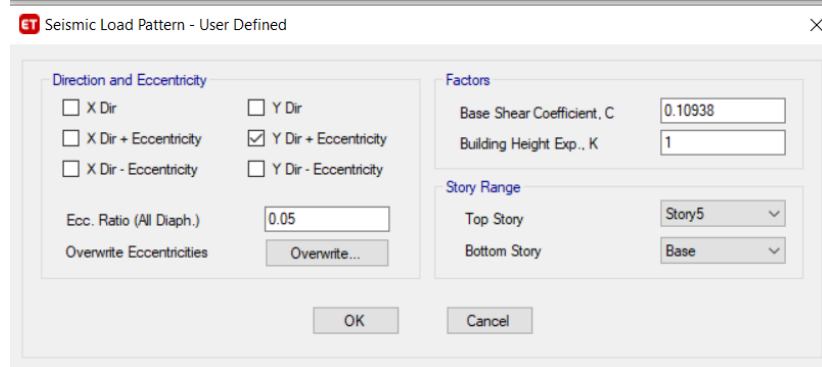 ET Seismic Load Pattern - User Defined
Direction and Eccentricity
X Dir
Y Dir
X Dir + Eccentricity
Y Dir + Eccentricity
X Dir - Eccentricity
Y Dir - Eccentricity
Ecc. Ratio (All Diaph.)
0.05
Overwrite Eccentricities
Overwrite...
Factors
Base Shear Coefficient, C
0.10938
Building Height Exp., K
1
Story Range
Top Story
Story5
Bottom Story
Base
OK
Cancel